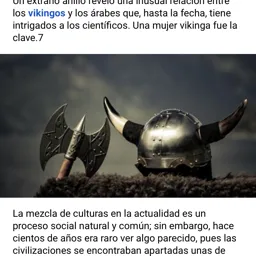 Un extraño anillo reveló una inusual relación entre
los vikingos y los árabes que, hasta la fecha, tiene
intrigados a los científicos. Una mujer vikinga fue la
clave.7
La mezcla de culturas en la actualidad es un
proceso social natural y común; sin embargo, hace
cientos de años era raro ver algo parecido, pues las
civilizaciones se encontraban apartadas unas de